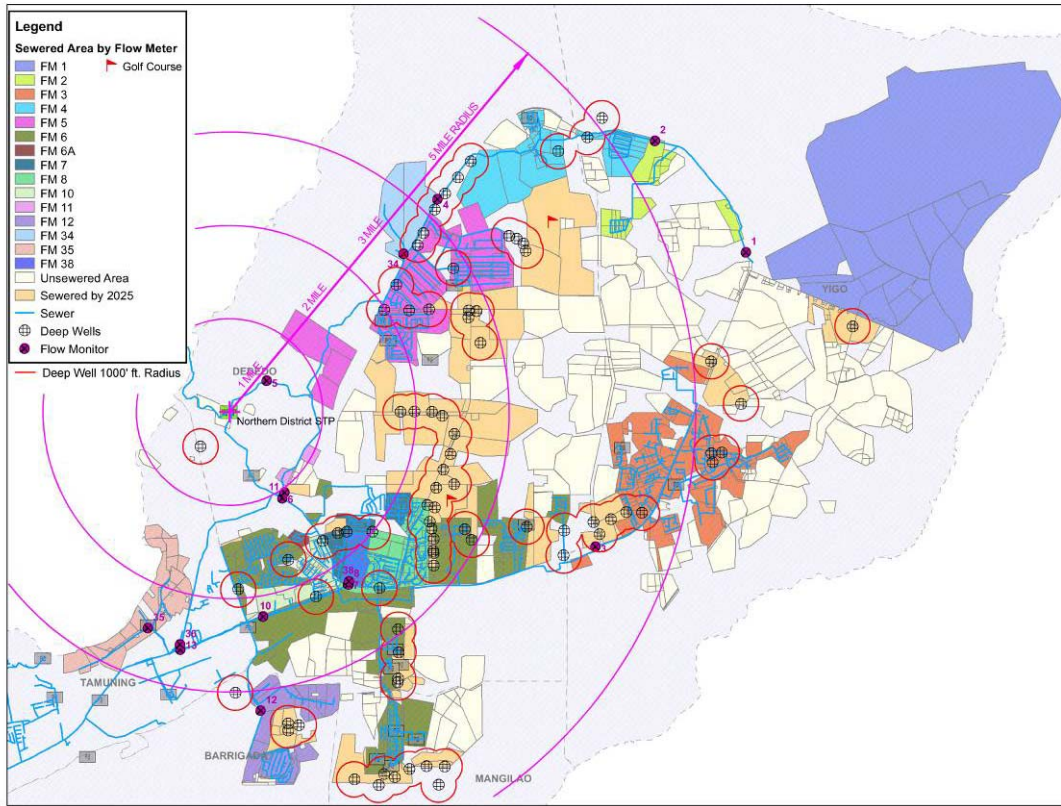 Legend
Sewered Area by Flow Meter
FM 1
Golf Course
FM 2
FM 3
FM 4
FM 5
FM 6
FM 6A
FM 7
FM 8
FM 10
FM 11
FM 12
FM 34
FM 35
FM 38
Unsewered Area
Sewered by 2025
Sewer
Deep Wells
Flow Monitor
Deep Well 1000' ft. Radius
5 MILE RADIUS
3 MILE
2 MILE
1 MILE
2
4
34
1
YIGO
DEDEDO
5
Northern District STP
11
6
3
38
8
7
10
35
36
13
TAMUNING
12
BARRIGADA
MANGILAO